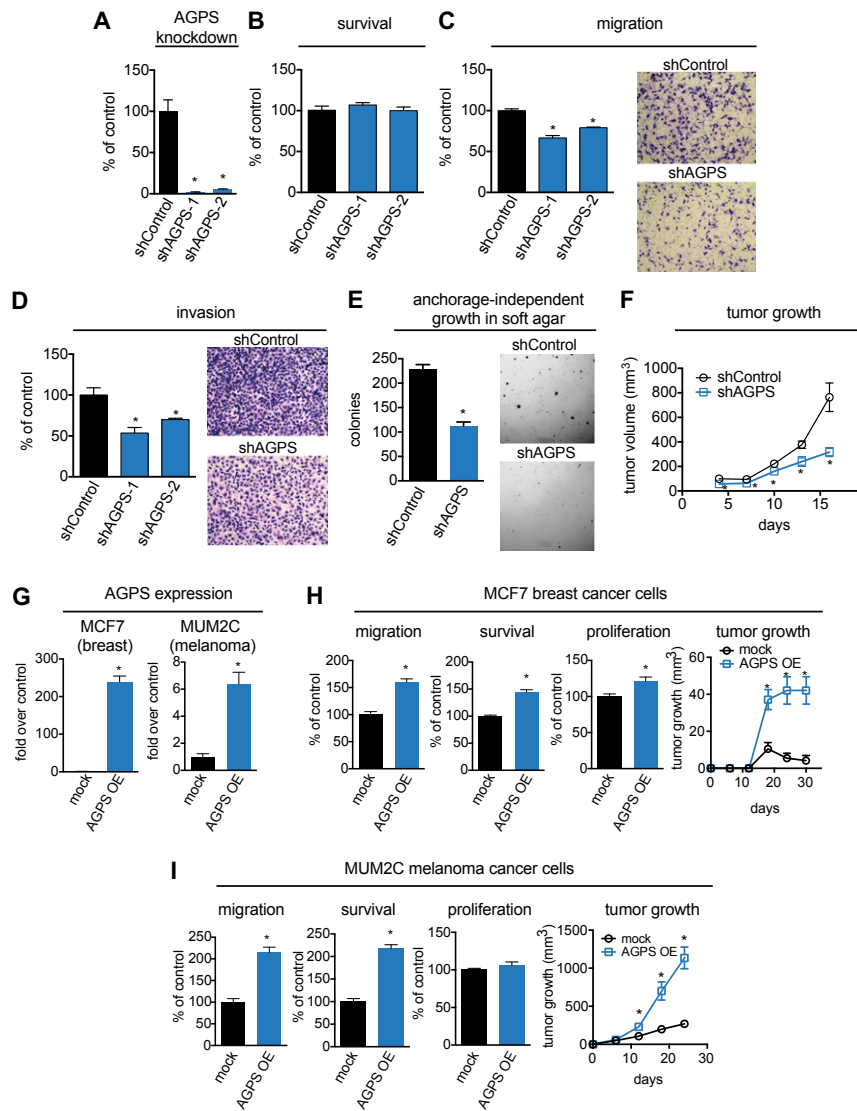 A
AGPS
knockdown
% of control
150
100
50
0
*
*
shControl
shAGPS-1
shAGPS-2
B
survival
% of control
150
100
50
0
shControl
shAGPS-1
shAGPS-2
C
migration
% of control
150
100
50
0
*
*
shControl
shAGPS-1
shAGPS-2
shControl
shAGPS
D
invasion
% of control
150
100
50
0
*
*
shControl
shAGPS-1
shAGPS-2
shControl
shAGPS
E
anchorage-independent
growth in soft agar
colonies
250
200
150
100
50
0
*
shControl
shAGPS
shControl
shAGPS
F
tumor growth
tumor volume (mm3)
1000
800
600
400
200
0
shControl
shAGPS
* * * * *
0 5 10 15
days
G
AGPS expression
MCF7
(breast)
fold over control
300
200
100
0
*
mock
AGPS OE
MUM2C
(melanoma)
fold over control
8
6
4
2
0
*
mock
AGPS OE
H
MCF7 breast cancer cells
migration
% of control
200
150
100
50
0
*
mock
AGPS OE
survival
% of control
200
150
100
50
0
*
mock
AGPS OE
proliferation
% of control
150
100
50
0
*
mock
AGPS OE
tumor growth
mock
AGPS OE
tumor growth (mm3)
60
40
20
0
* * *
0 10 20 30
days
I
MUM2C melanoma cancer cells
migration
% of control
250
200
150
100
50
0
*
mock
AGPS OE
survival
% of control
250
200
150
100
50
0
*
mock
AGPS OE
proliferation
% of control
150
100
50
0
mock
AGPS OE
tumor growth
mock
AGPS OE
tumor growth (mm3)
1500
1000
500
0
* * *
0 10 20 30
days